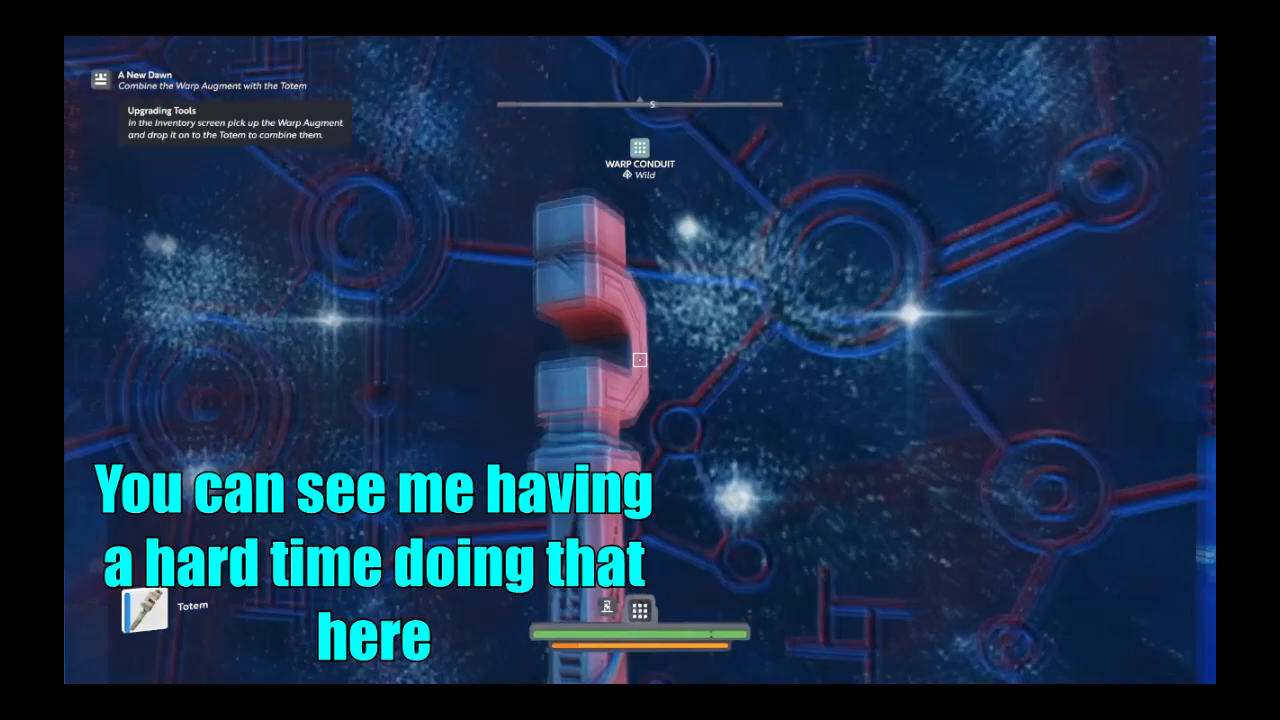 A New Dawn
Combine the Warp Augment with the Totem
Upgrading Tools
In the Inventory screen pick up the Warp Augment
and drop it on to the Totem to combine them.
S
WARP CONDUIT
Wild
You can see me having
a hard time doing that
here
Totem